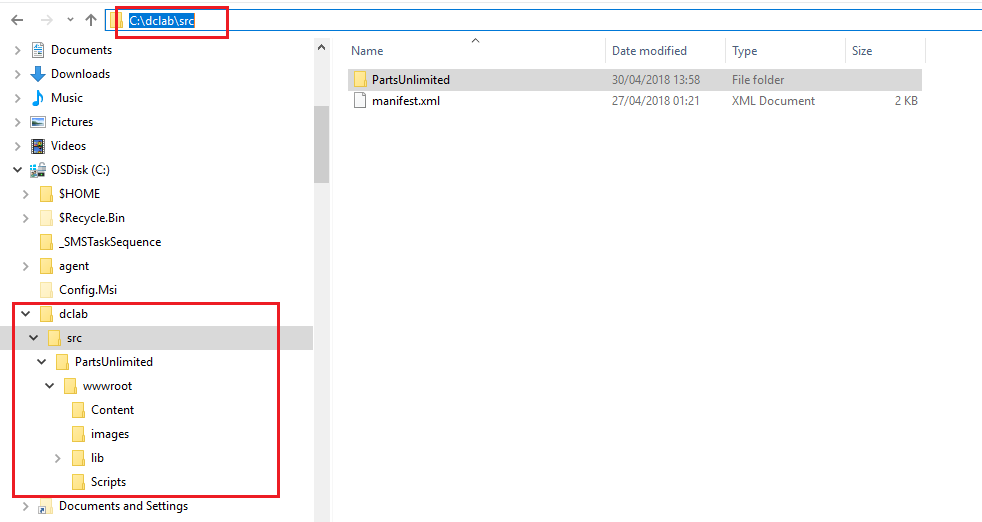 C:\dclab\src
Documents
Downloads
Music
Pictures
Videos
OSDisk (C:)
$HOME
$Recycle.Bin
_SMSTaskSequence
agent
Config.Msi
dclab
src
PartsUnlimited
wwwroot
Content
images
lib
Scripts
Documents and Settings
Name Date modified Type Size
PartsUnlimited 30/04/2018 13:58 File folder
manifest.xml 27/04/2018 01:21 XML Document 2 KB